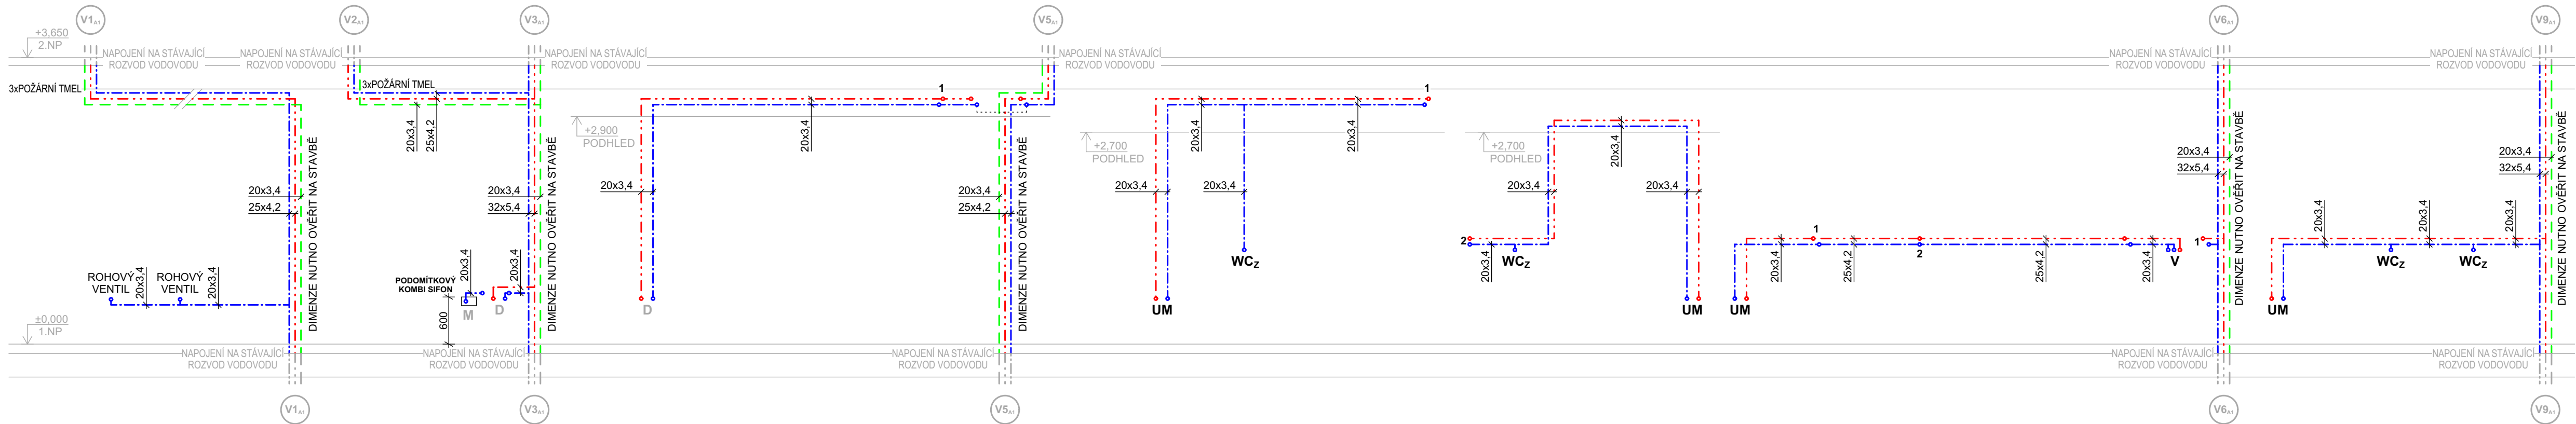 V1A1
V2A1
V3A1
V5A1
V6A1
V9A1
+3,650
2.NP
NAPOJENÍ NA STÁVAJÍCÍ
ROZVOD VODOVODU
NAPOJENÍ NA STÁVAJÍCÍ
ROZVOD VODOVODU
NAPOJENÍ NA STÁVAJÍCÍ
ROZVOD VODOVODU
NAPOJENÍ NA STÁVAJÍCÍ
ROZVOD VODOVODU
NAPOJENÍ NA STÁVAJÍCÍ
ROZVOD VODOVODU
NAPOJENÍ NA STÁVAJÍCÍ
ROZVOD VODOVODU
3xPOŽÁRNÍ TMEL
3xPOŽÁRNÍ TMEL
1
1
20x3,4
25x4,2
+2,900
PODHLED
20x3,4
+2,700
PODHLED
20x3,4
20x3,4
+2,700
PODHLED
20x3,4
20x3,4
25x4,2
DIMENZE NUTNO OVĚŘIT NA STAVBĚ
20x3,4
32x5,4
DIMENZE NUTNO OVĚŘIT NA STAVBĚ
20x3,4
20x3,4
25x4,2
DIMENZE NUTNO OVĚŘIT NA STAVBĚ
20x3,4
20x3,4
20x3,4
20x3,4
20x3,4
32x5,4
DIMENZE NUTNO OVĚŘIT NA STAVBĚ
20x3,4
32x5,4
DIMENZE NUTNO OVĚŘIT NA STAVBĚ
ROHOVÝ
VENTIL
20x3,4
ROHOVÝ
VENTIL
20x3,4
PODOMÍTKOVÝ
KOMBI SIFON
20x3,4
20x3,4
M
D
600
D
UM
WCZ
2
20x3,4
WCZ
UM
UM
20x3,4
1
25x4,2
2
25x4,2
20x3,4
V
1
UM
20x3,4
WCZ
20x3,4
WCZ
20x3,4
±0,000
1.NP
NAPOJENÍ NA STÁVAJÍCÍ
ROZVOD VODOVODU
NAPOJENÍ NA STÁVAJÍCÍ
ROZVOD VODOVODU
NAPOJENÍ NA STÁVAJÍCÍ
ROZVOD VODOVODU
NAPOJENÍ NA STÁVAJÍCÍ
ROZVOD VODOVODU
NAPOJENÍ NA STÁVAJÍCÍ
ROZVOD VODOVODU
V1A1
V3A1
V5A1
V6A1
V9A1